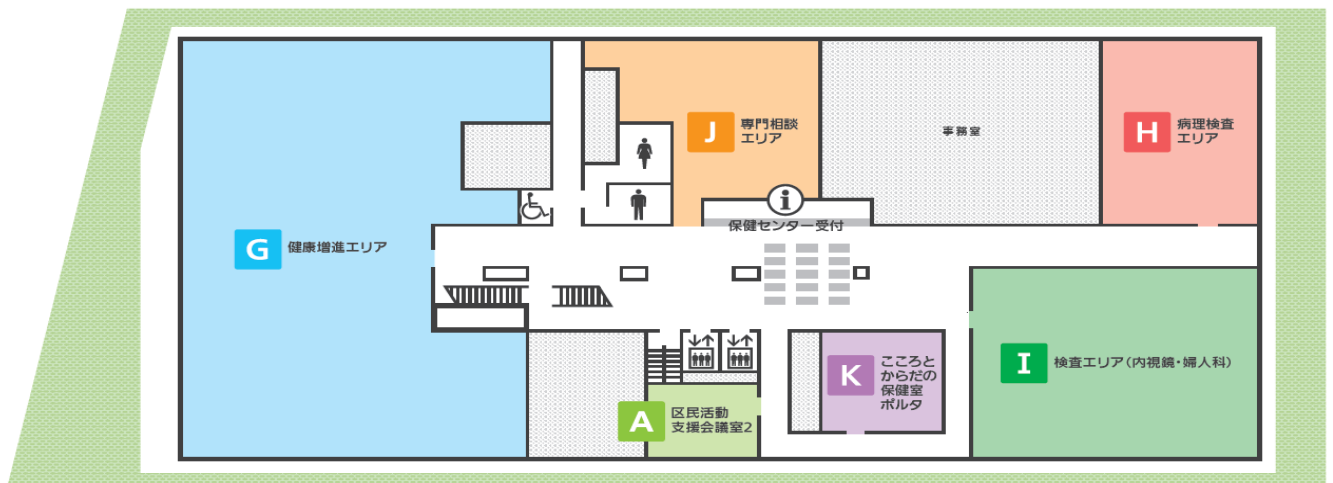 J
専門相談
エリア
事務室
H
病理検査
エリア
i
保健センター受付
G
健康増進エリア
I
検査エリア(内視鏡・婦人科)
K
こころと
からだの
保健室
ポルタ
A
区民活動
支援会議室2